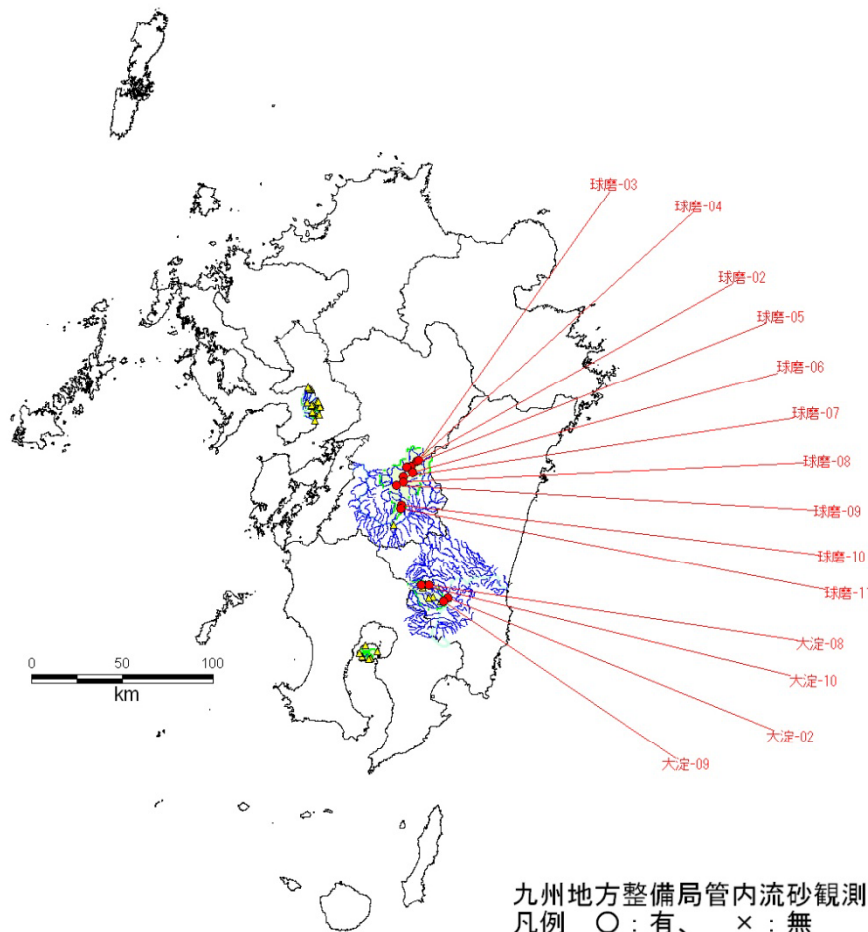 球磨-03
球磨-04
球磨-02
球磨-05
球磨-06
球磨-07
球磨-08
球磨-09
球磨-10
球磨-11
大淀-08
大淀-10
大淀-02
大淀-09
0 50 100
km
九州地方整備局管内流砂観測
凡例 ○：有、 ×：無